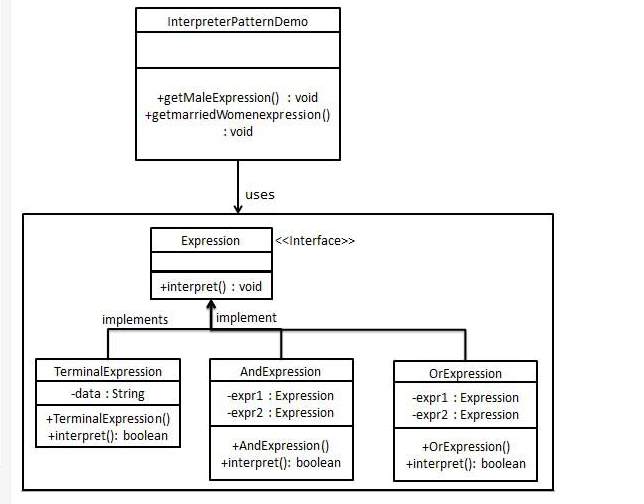 InterpreterPatternDemo
+getMaleExpression() : void
+getmarriedWomenexpression()
: void
uses
Expression
<<Interface>>
+interpret() : void
implements
implement
TerminalExpression
-data : String
+TerminalExpression()
+interpret(): boolean
AndExpression
-expr1 : Expression
-expr2 : Expression
+AndExpression()
+interpret(): boolean
OrExpression
-expr1 : Expression
-expr2 : Expression
+OrExpression()
+interpret(): boolean